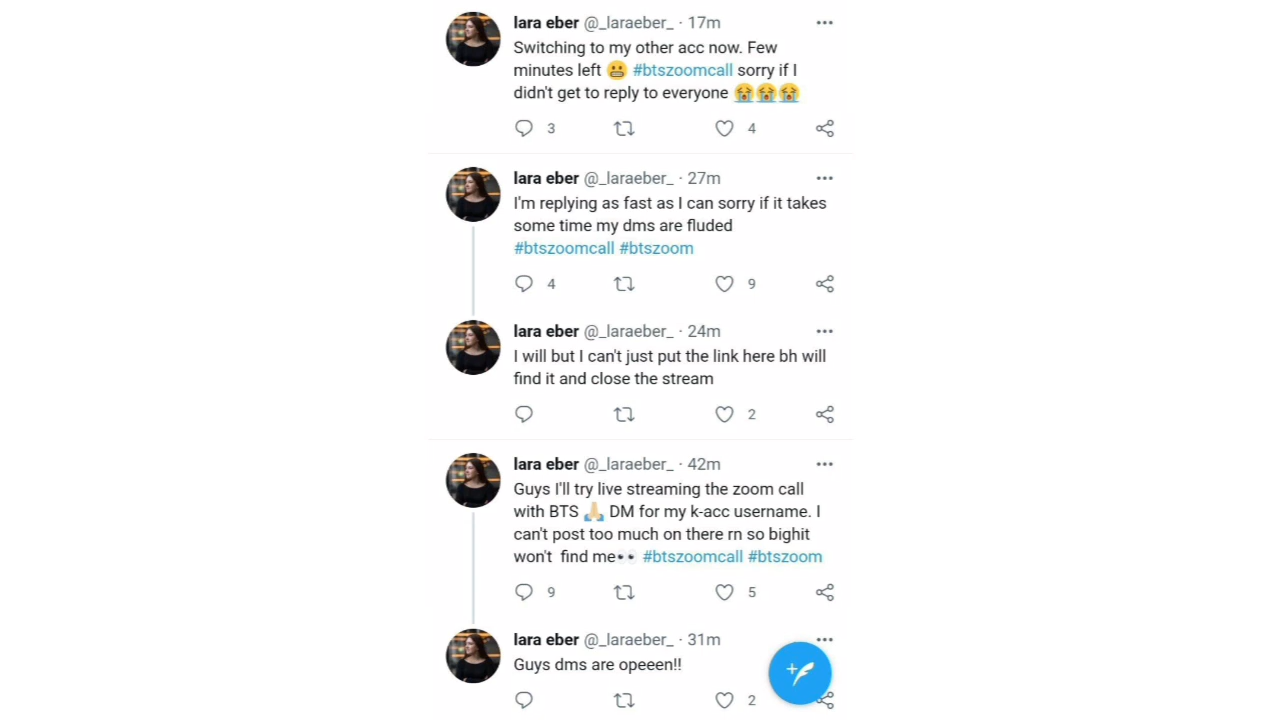 lara eber @_laraeber_ · 17m
Switching to my other acc now. Few
minutes left 😬 #btszoomcall sorry if I
didn't get to reply to everyone 😭😭😭
3 4
lara eber @_laraeber_ · 27m
I'm replying as fast as I can sorry if it takes
some time my dms are fluded
#btszoomcall #btszoom
4 9
lara eber @_laraeber_ · 24m
I will but I can't just put the link here bh will
find it and close the stream
2
lara eber @_laraeber_ · 42m
Guys I'll try live streaming the zoom call
with BTS 🙏🏼 DM for my k-acc username. I
can't post too much on there rn so bighit
won't find me👀 #btszoomcall #btszoom
9 5
lara eber @_laraeber_ · 31m
Guys dms are opeeen!!
2